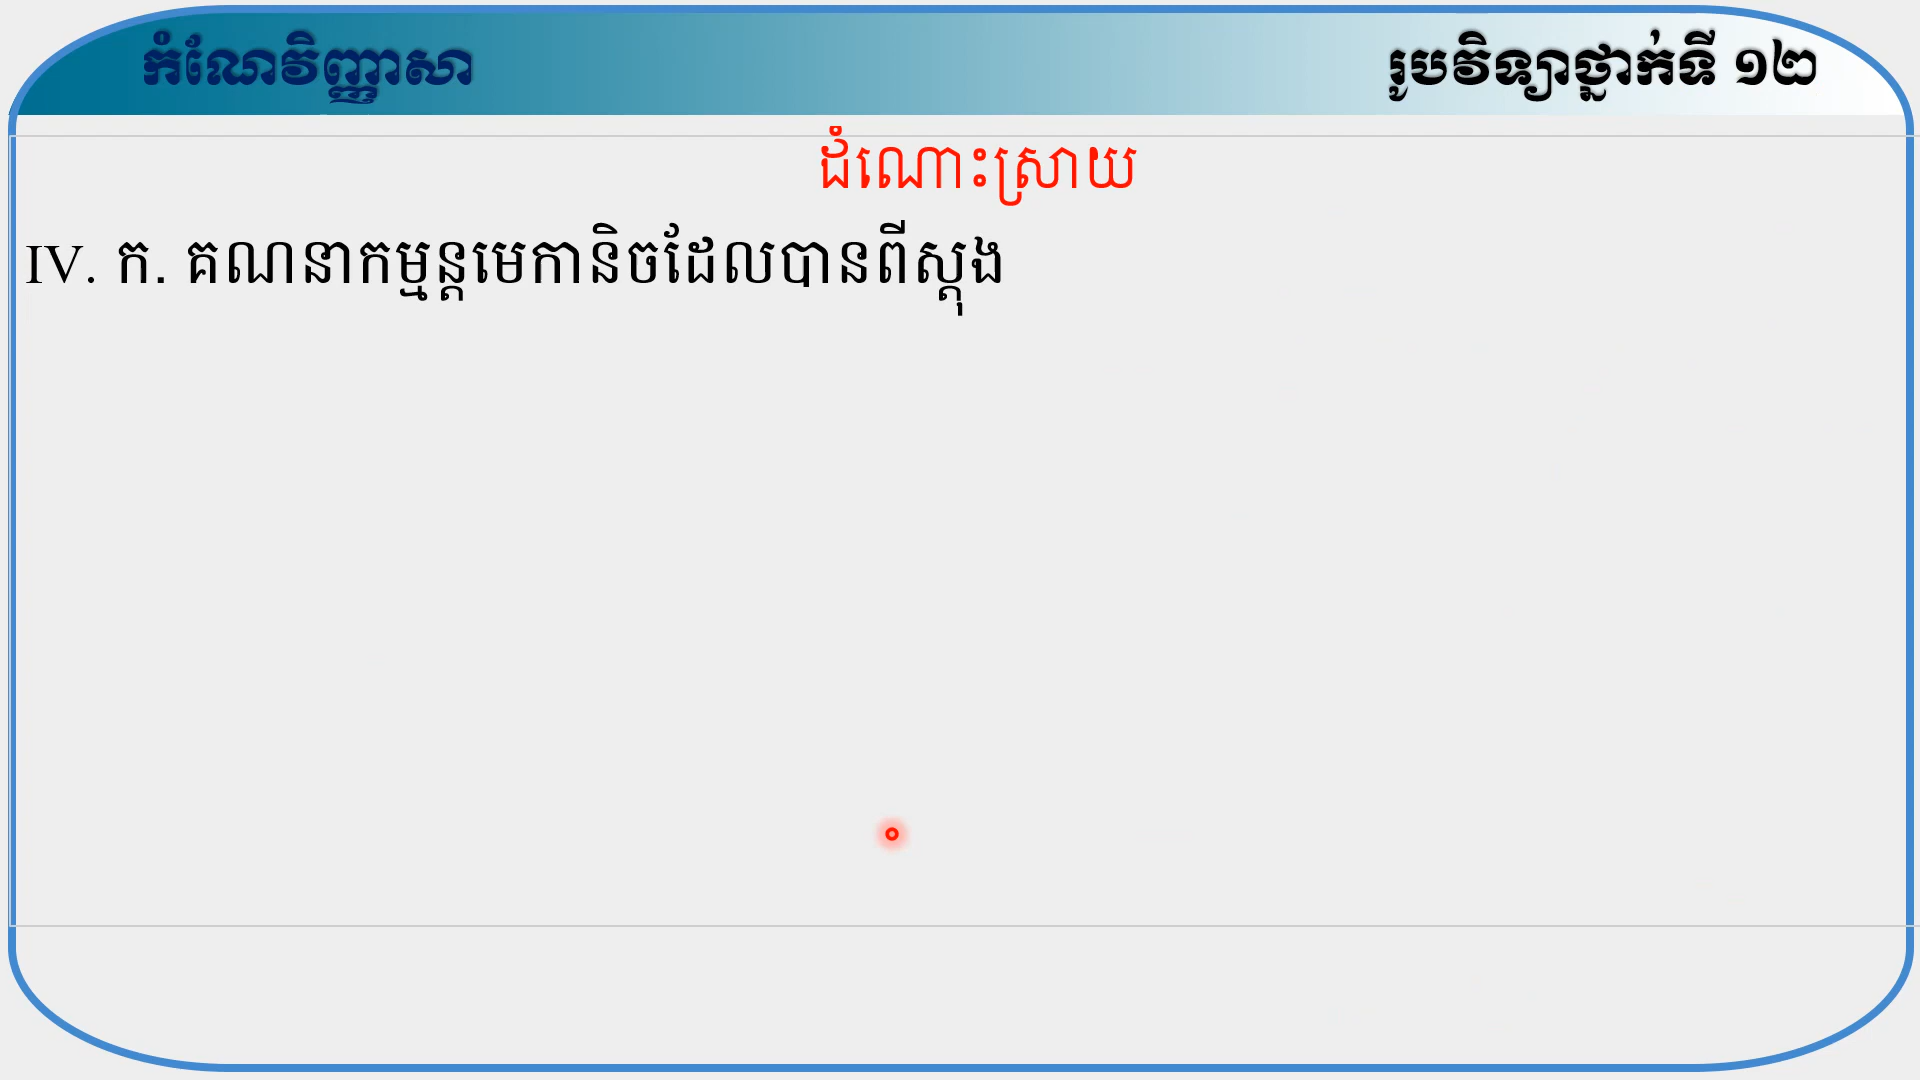 កំណែវិញ្ញាសា
រូបវិទ្យាថ្នាក់ទី ១២
ដំណោះស្រាយ
IV. ក. គណនាកម្មន្តមេកានិចដែលបានពីស្តុង